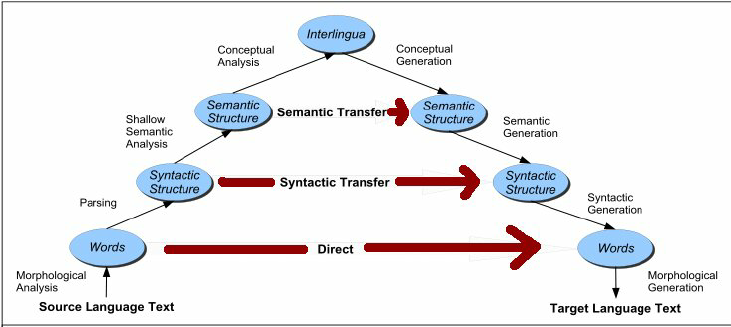 Interlingua
Conceptual
Analysis
Conceptual
Generation
Semantic
Structure
Semantic Transfer
Semantic
Structure
Shallow
Semantic
Analysis
Semantic
Generation
Syntactic
Structure
Syntactic Transfer
Syntactic
Structure
Parsing
Syntactic
Generation
Words
Direct
Words
Morphological
Analysis
Morphological
Generation
Source Language Text
Target Language Text